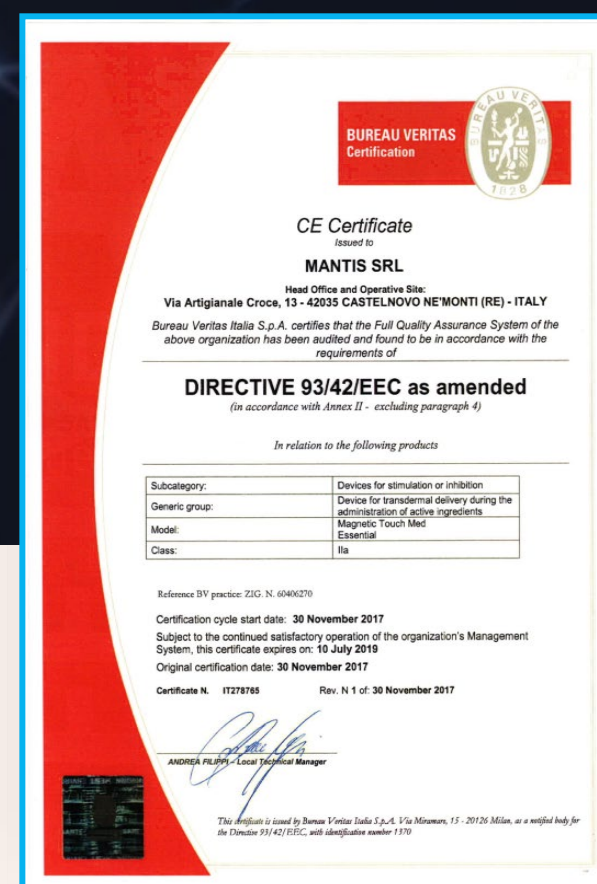 BUREAU VERITAS
Certification
BUREAU VERITAS
1828
CE Certificate
Issued to
MANTIS SRL
Head Office and Operative Site:
Via Artigianale Croce, 13 - 42035 CASTELNOVO NE'MONTI (RE) - ITALY
Bureau Veritas Italia S.p.A. certifies that the Full Quality Assurance System of the
above organization has been audited and found to be in accordance with the
requirements of
DIRECTIVE 93/42/EEC as amended
(in accordance with Annex II - excluding paragraph 4)
In relation to the following products
Subcategory: Devices for stimulation or inhibition
Generic group: Device for transdermal delivery during the
administration of active ingredients
Model: Magnetic Touch Med
Essential
Class: IIa
Reference BV practice: ZIG. N. 60406270
Certification cycle start date: 30 November 2017
Subject to the continued satisfactory operation of the organization's Management
System, this certificate expires on: 10 July 2019
Original certification date: 30 November 2017
Certificate N. IT278765 Rev. N 1 of: 30 November 2017
ANDREA FILIPPI - Local Technical Manager
This certificate is issued by Bureau Veritas Italia S.p.A. Via Miramare, 15 - 20126 Milan, as a notified body for
the Directive 93/42/EEC, with identification number 1370